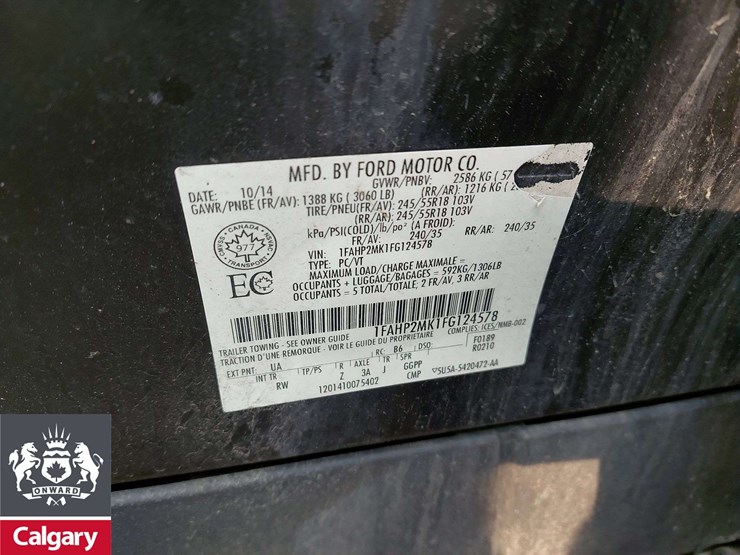 MFD. BY FORD MOTOR CO.
DATE: 10/14 GVWR/PNBV: 2586 KG ( 57
GAWR/PNBE (FR/AV): 1388 KG ( 3060 LB) (RR/AR): 1216 KG (
TIRE/PNEU(FR/AV): 245/55R18 103V
(RR/AR): 245/55R18 103V
kPa/PSI(COLD)/lb/po² (A FROID):
FR/AV: 240/35 RR/AR: 240/35
VIN: 1FAHP2MK1FG124578
TYPE: PC/VT
MAXIMUM LOAD/CHARGE MAXIMALE =
OCCUPANTS + LUGGAGE/BAGAGES = 592KG/1306LB
OCCUPANTS = 5 TOTAL/TOTALE, 2 FR/AV, 3 RR/AR
CANADA
977
TRANSPORT
EC
1FAHP2MK1FG124578
TRAILER TOWING - SEE OWNER GUIDE COMPLIES: ICES/NMB-002
TRACTION D'UNE REMORQUE - VOIR LE GUIDE DU PROPRIETAIRE
EXT PNT: UA RC: B6 DSO: F0189
INT TR TP/PS R AXLE TR SPR R0210
RW Z 3A J GGPP
1201410075402 CMP 5U5A-5420472-AA
ONWARD
Calgary